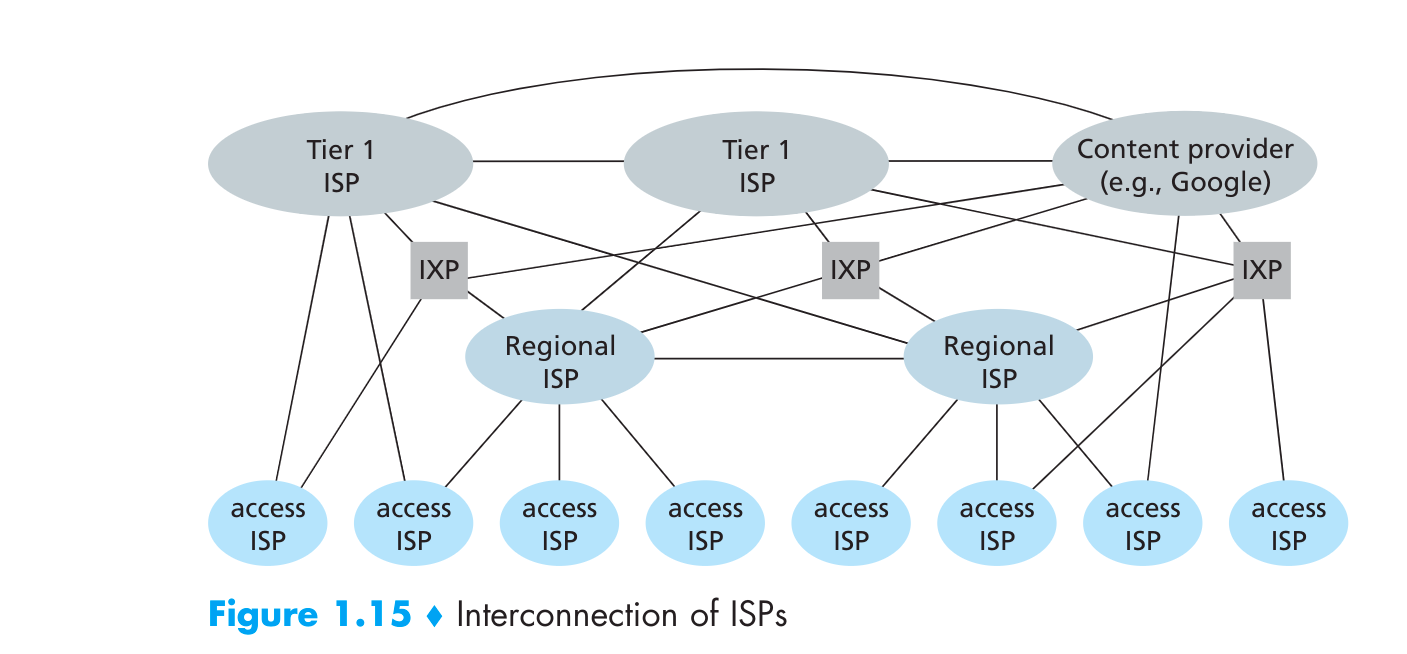 Tier 1
ISP
Tier 1
ISP
Content provider
(e.g., Google)
IXP
IXP
IXP
Regional
ISP
Regional
ISP
access
ISP
access
ISP
access
ISP
access
ISP
access
ISP
access
ISP
access
ISP
access
ISP
Figure 1.15 ♦ Interconnection of ISPs